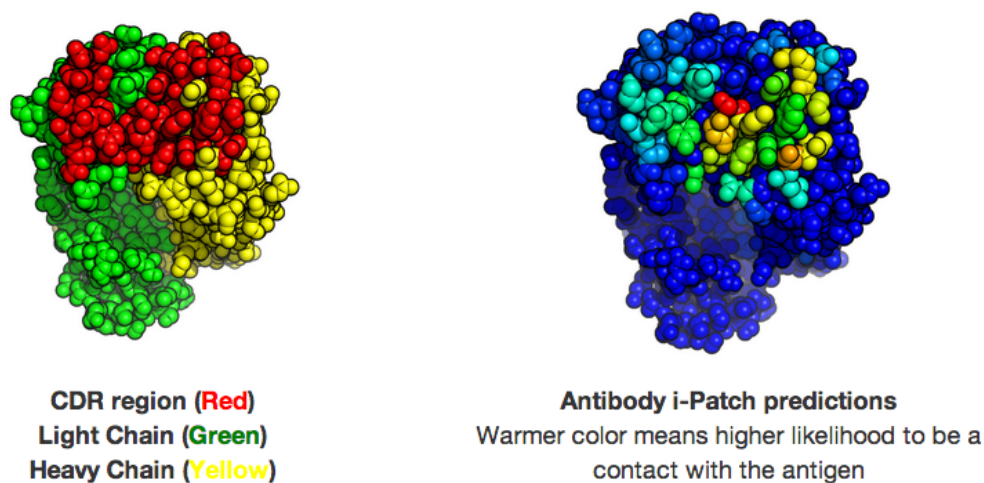 CDR region (Red)
Light Chain (Green)
Heavy Chain (Yellow)
Antibody i-Patch predictions
Warmer color means higher likelihood to be a
contact with the antigen